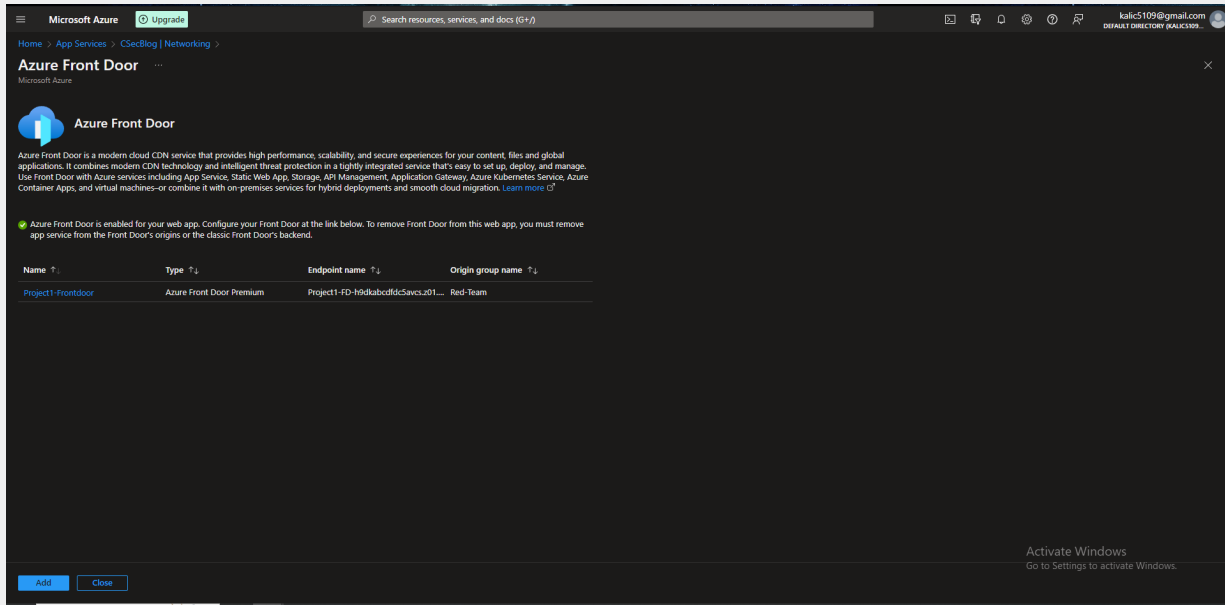 Microsoft Azure
Upgrade
Search resources, services, and docs (G+/)
kalic5109@gmail.com
DEFAULT DIRECTORY (KALIC5109...
Home > App Services > CSecBlog | Networking >
Azure Front Door ...
Microsoft Azure
Azure Front Door
Azure Front Door is a modern cloud CDN service that provides high performance, scalability, and secure experiences for your content, files and global
applications. It combines modern CDN technology and intelligent threat protection in a tightly integrated service that's easy to set up, deploy, and manage.
Use Front Door with Azure services including App Service, Static Web App, Storage, API Management, Application Gateway, Azure Kubernetes Service, Azure
Container Apps, and virtual machines–or combine it with on-premises services for hybrid deployments and smooth cloud migration. Learn more
Azure Front Door is enabled for your web app. Configure your Front Door at the link below. To remove Front Door from this web app, you must remove
app service from the Front Door's origins or the classic Front Door's backend.
Name Type Endpoint name Origin group name
Project1-Frontdoor Azure Front Door Premium Project1-FD-h9dkabcdfdc5avcs.z01.... Red-Team
Activate Windows
Go to Settings to activate Windows.
Add Close